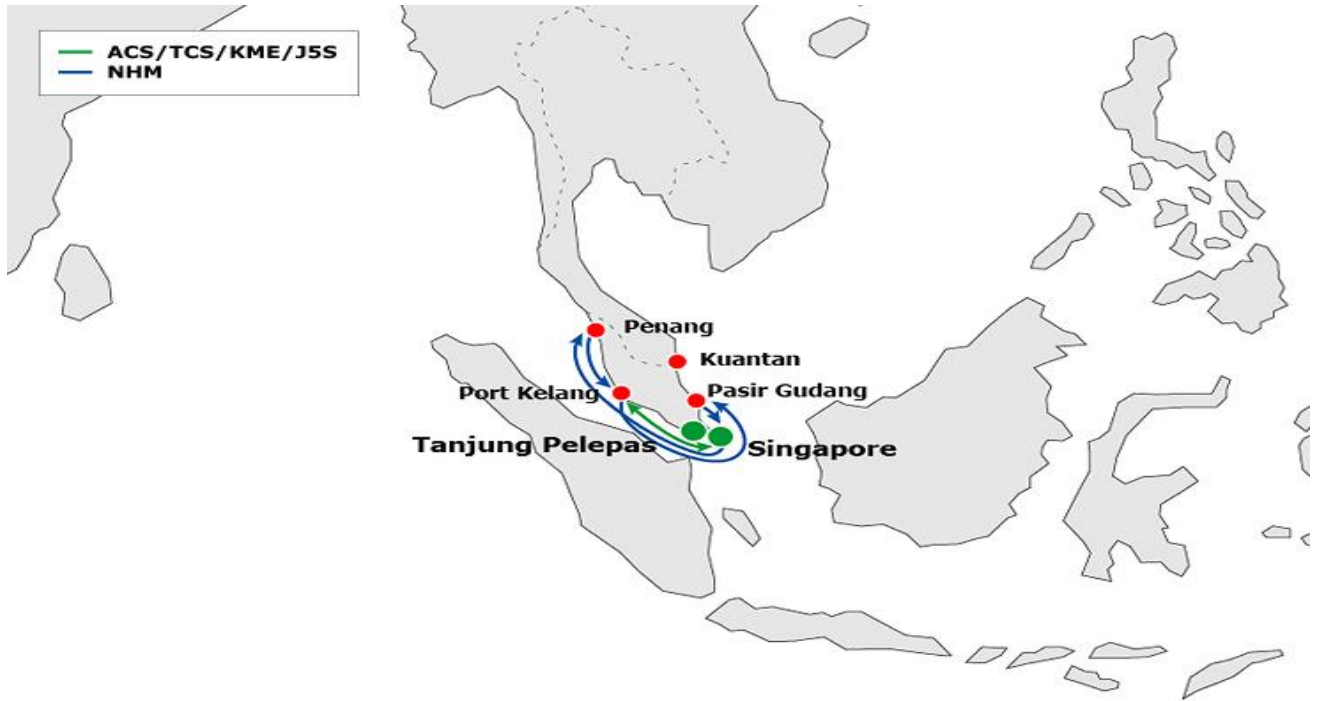 ACS/TCS/KME/J5S
NHM
Penang
Kuantan
Port Kelang
Pasir Gudang
Tanjung Pelepas
Singapore